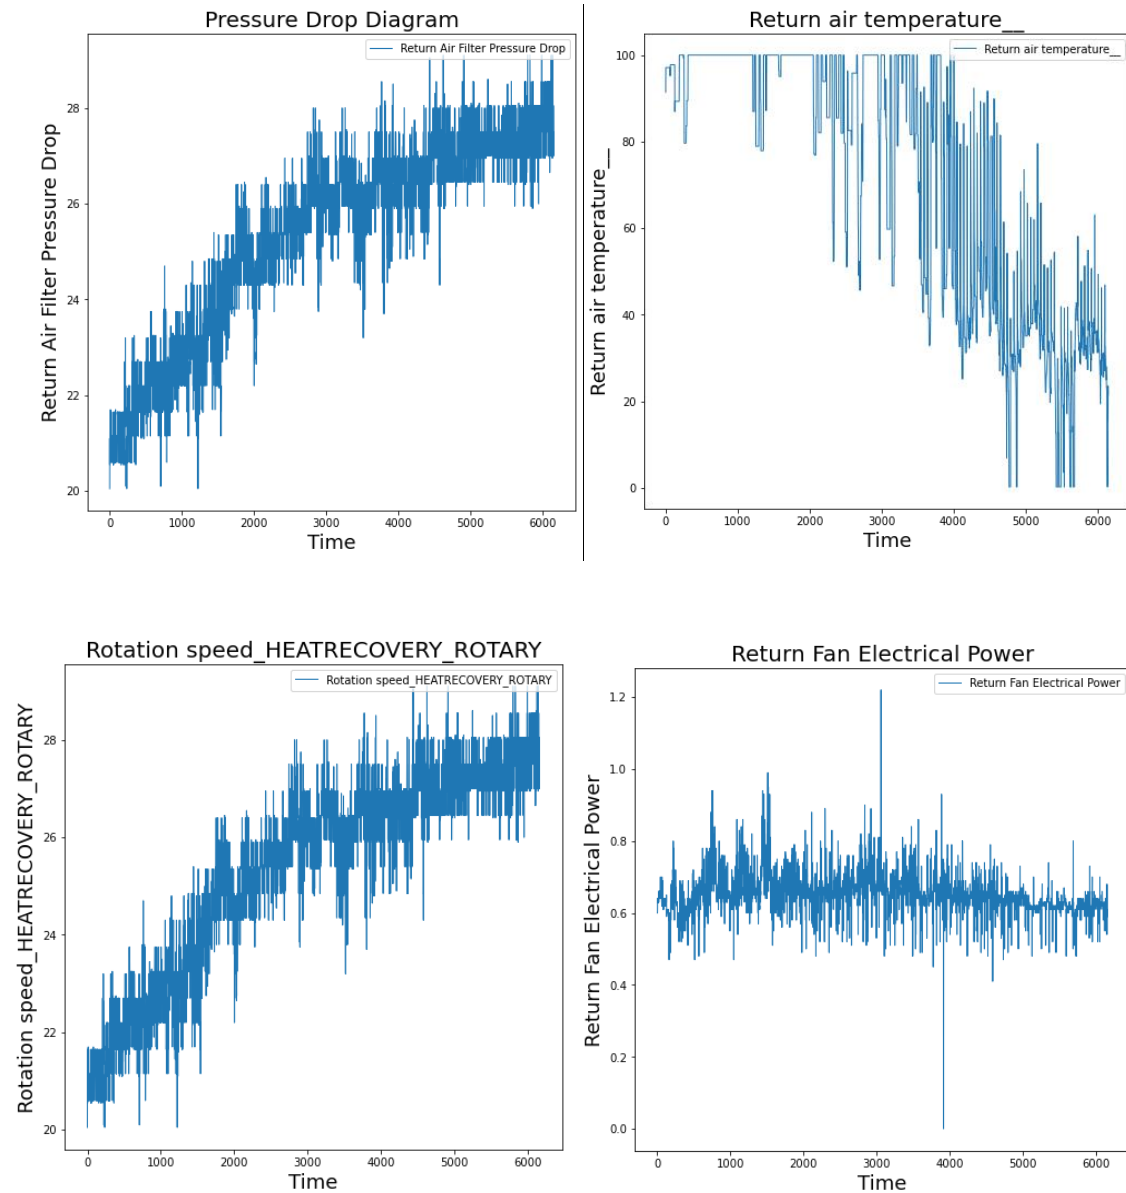 Pressure Drop Diagram
Return Air Filter Pressure Drop
Return Air Filter Pressure Drop
28
26
24
22
20
0 1000 2000 3000 4000 5000 6000
Time
Return air temperature__
Return air temperature__
Return air temperature__
100
80
60
40
20
0
0 1000 2000 3000 4000 5000 6000
Time
Rotation speed_HEATRECOVERY_ROTARY
Rotation speed_HEATRECOVERY_ROTARY
Rotation speed_HEATRECOVERY_ROTARY
28
26
24
22
20
0 1000 2000 3000 4000 5000 6000
Time
Return Fan Electrical Power
Return Fan Electrical Power
Return Fan Electrical Power
1.2
1.0
0.8
0.6
0.4
0.2
0.0
0 1000 2000 3000 4000 5000 6000
Time